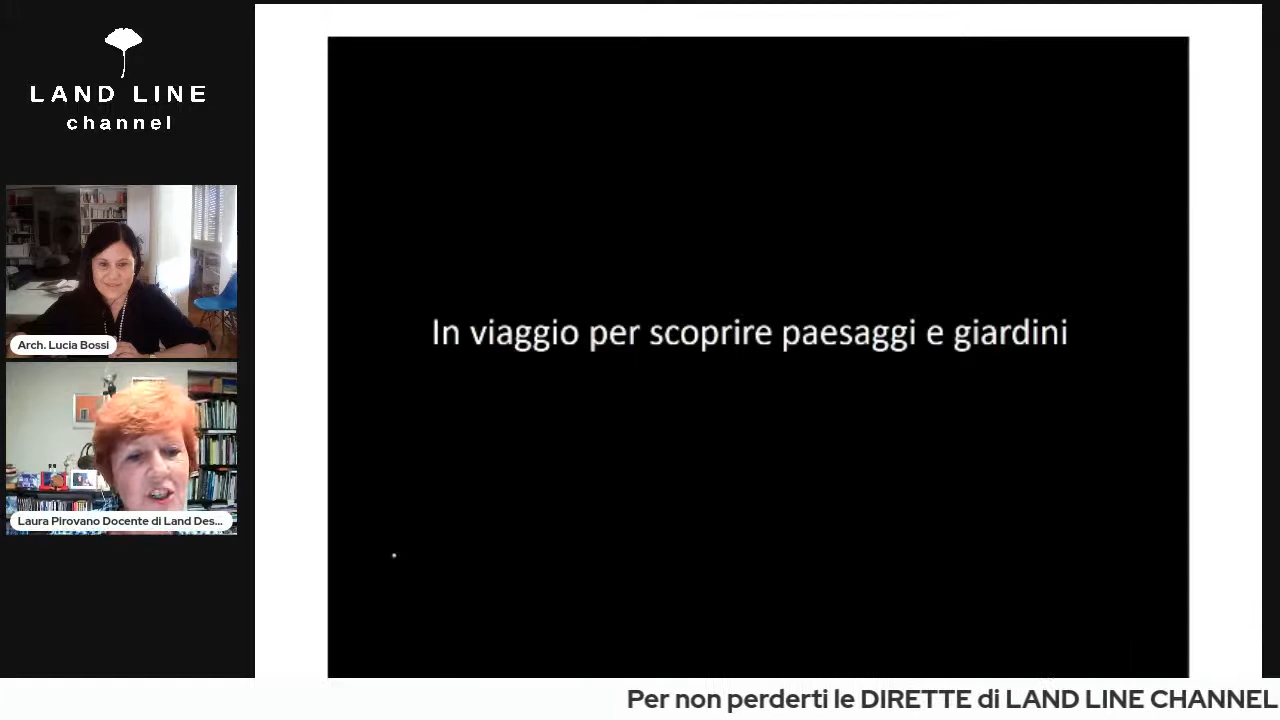 LAND LINE
channel
Arch. Lucia Bossi
Laura Pirovano Docente di Land Des...
In viaggio per scoprire paesaggi e giardini
Per non perderti le DIRETTE di LAND LINE CHANNEL